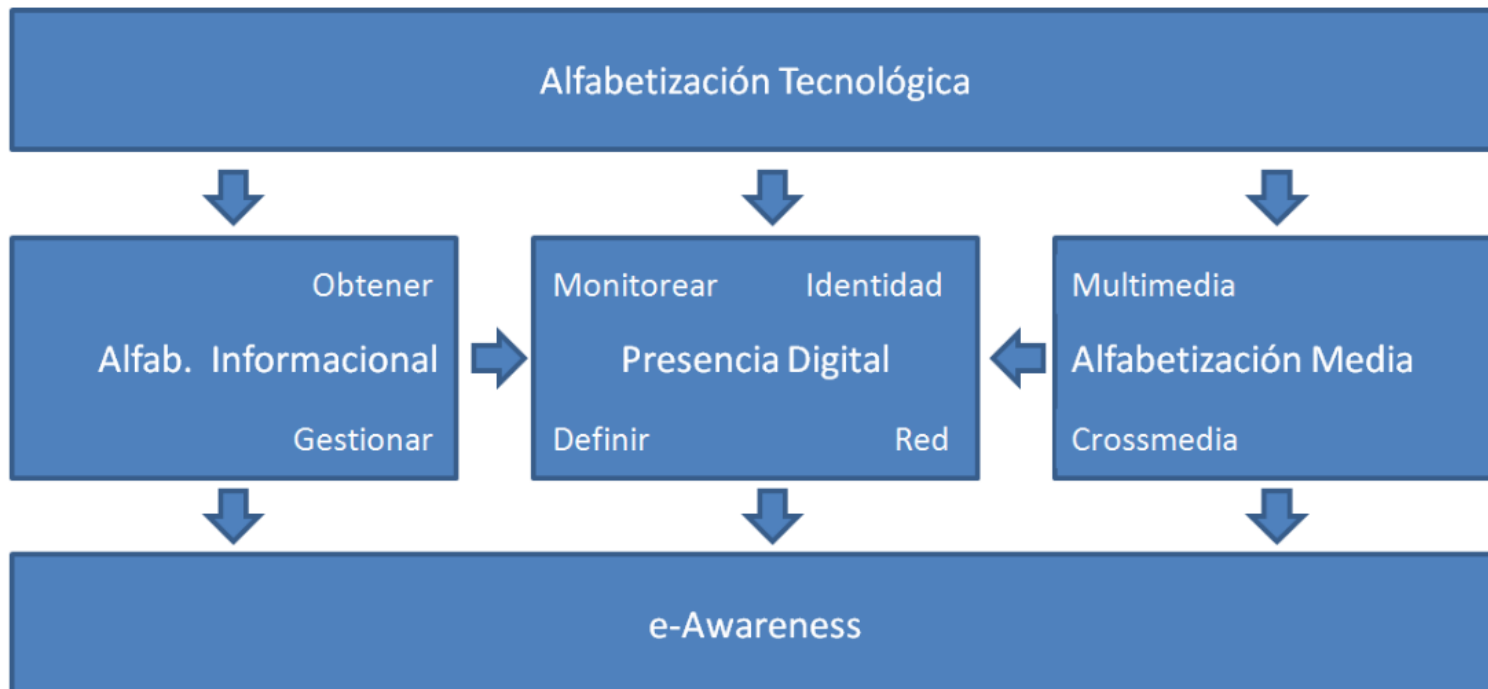 Alfabetización Tecnológica
Obtener
Alfab. Informacional
Gestionar
Monitorear Identidad
Presencia Digital
Definir Red
Multimedia
Alfabetización Media
Crossmedia
e-Awareness